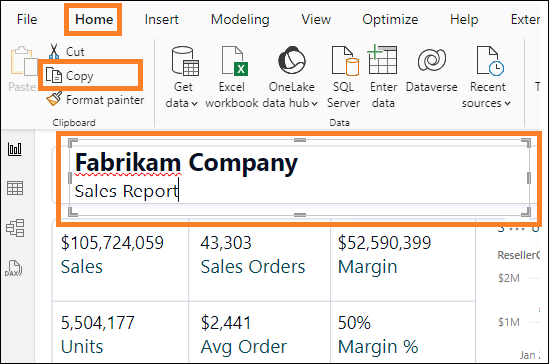 File Home Insert Modeling View Optimize Help Exter
Paste
Cut
Copy
Format painter
Clipboard
Get data
Excel workbook
OneLake data hub
SQL Server
Enter data
Dataverse
Recent sources
Data
Fabrikam Company
Sales Report
DAX
$105,724,059 43,303 $52,590,399
Sales Sales Orders Margin
5,504,177 $2,441 50%
Units Avg Order Margin %
ResellerC
$2M
$1M
Jan 2